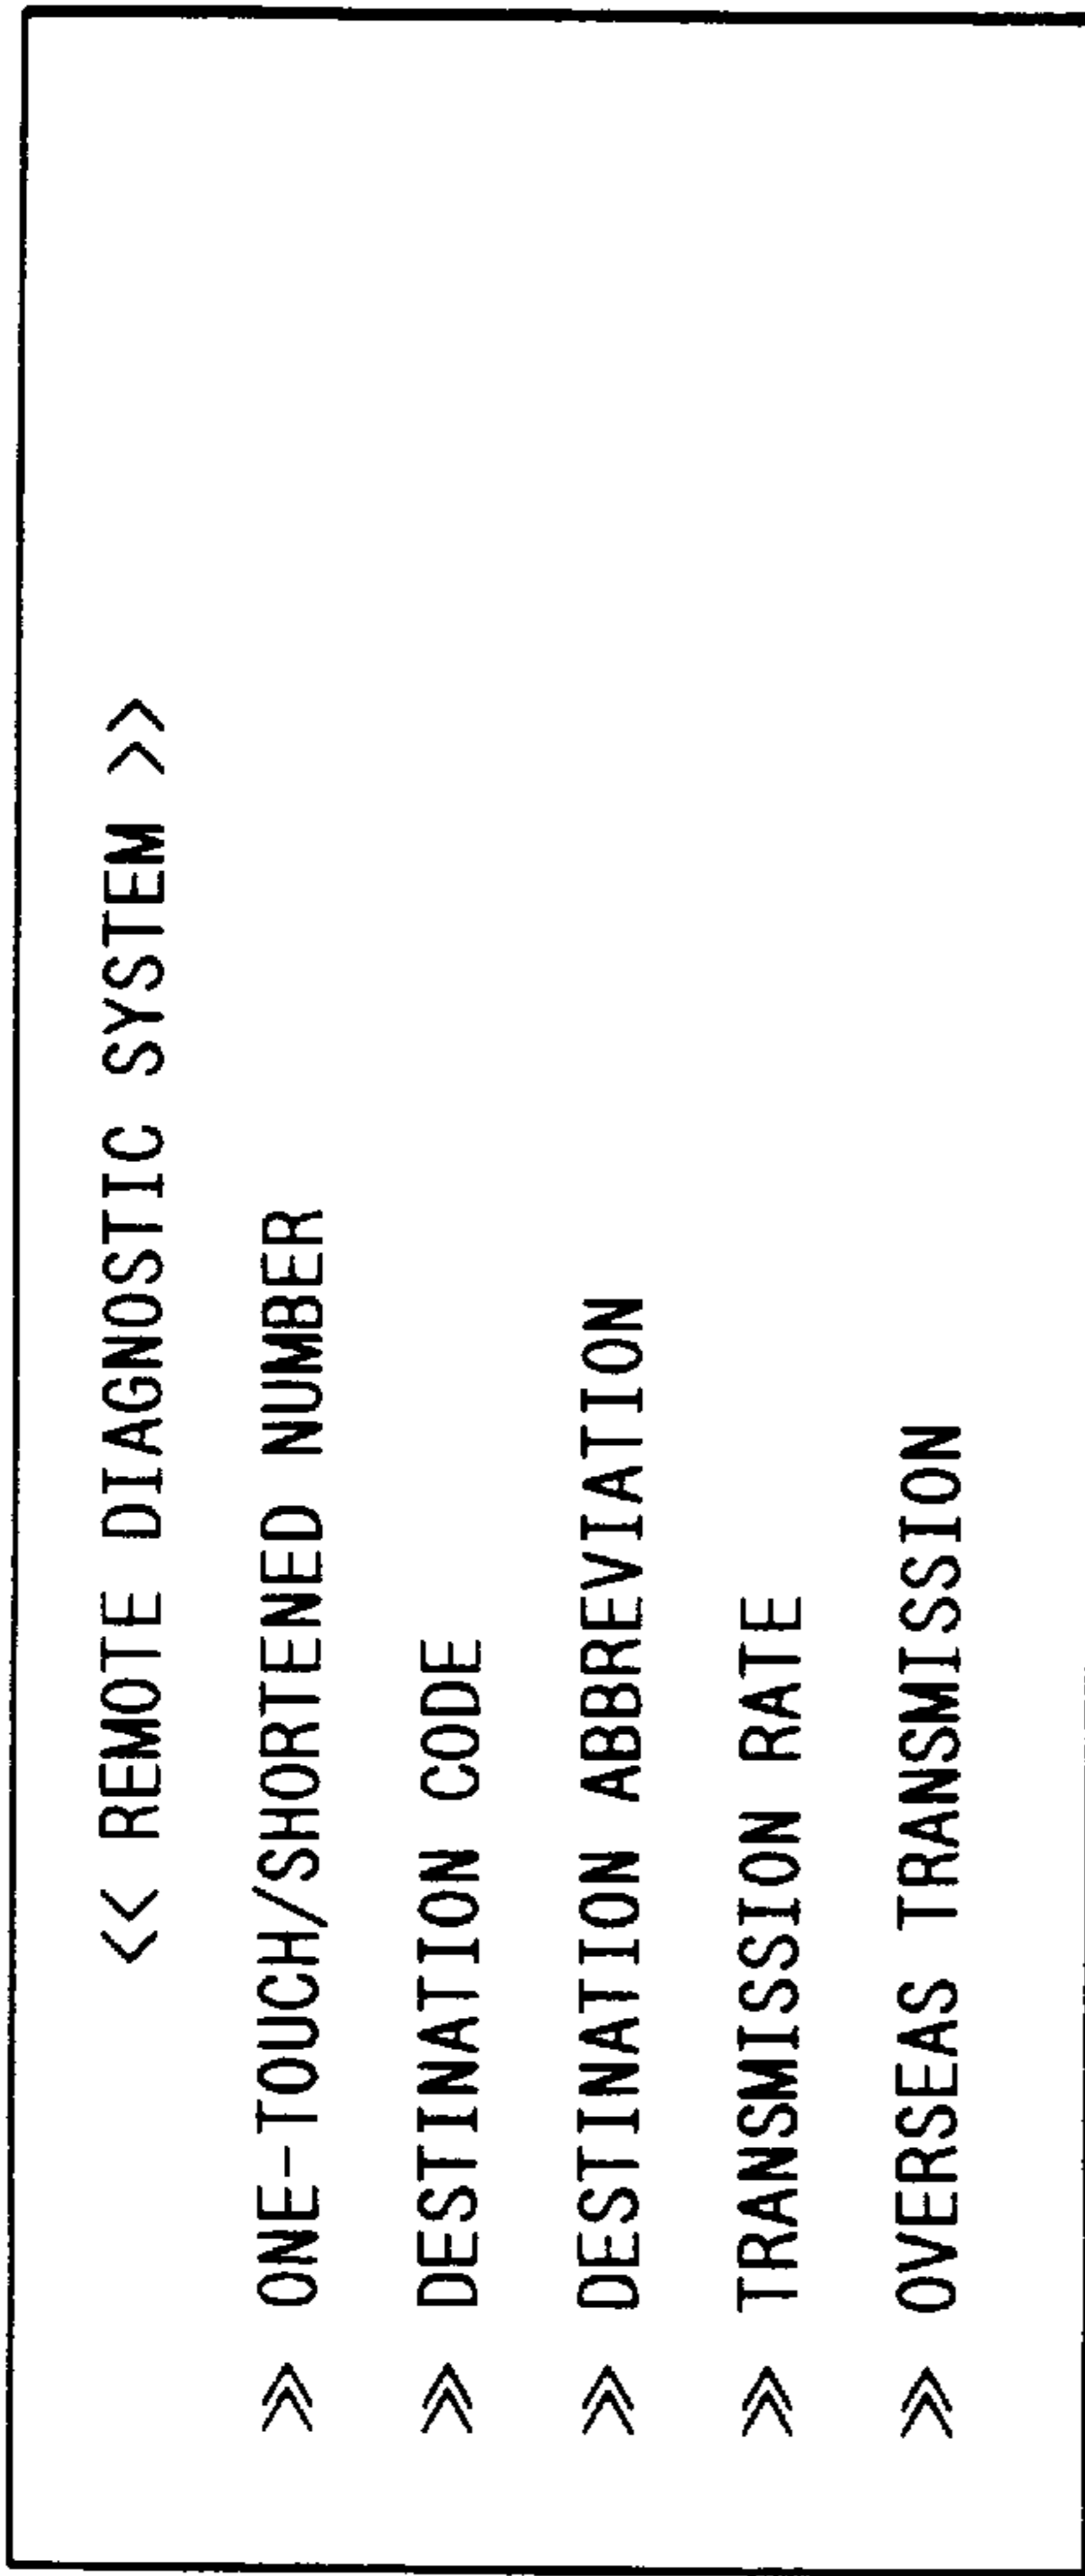 << REMOTE DIAGNOSTIC SYSTEM >>
≫ ONE-TOUCH/SHORTENED NUMBER
≫ DESTINATION CODE
≫ DESTINATION ABBREVIATION
≫ TRANSMISSION RATE
≫ OVERSEAS TRANSMISSION